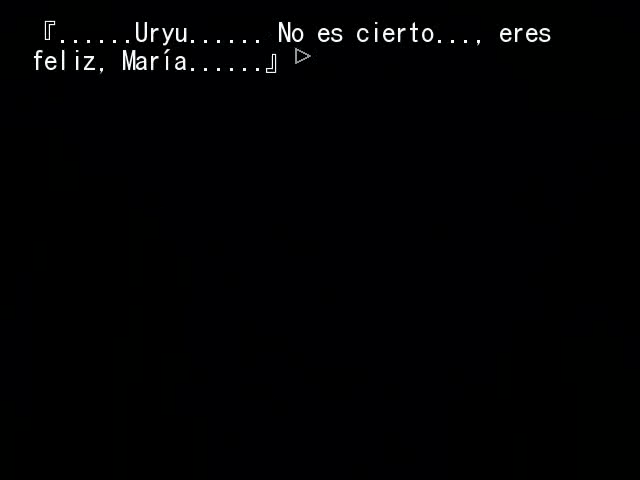 『......Uryu...... No es cierto..., eres
feliz, María......』